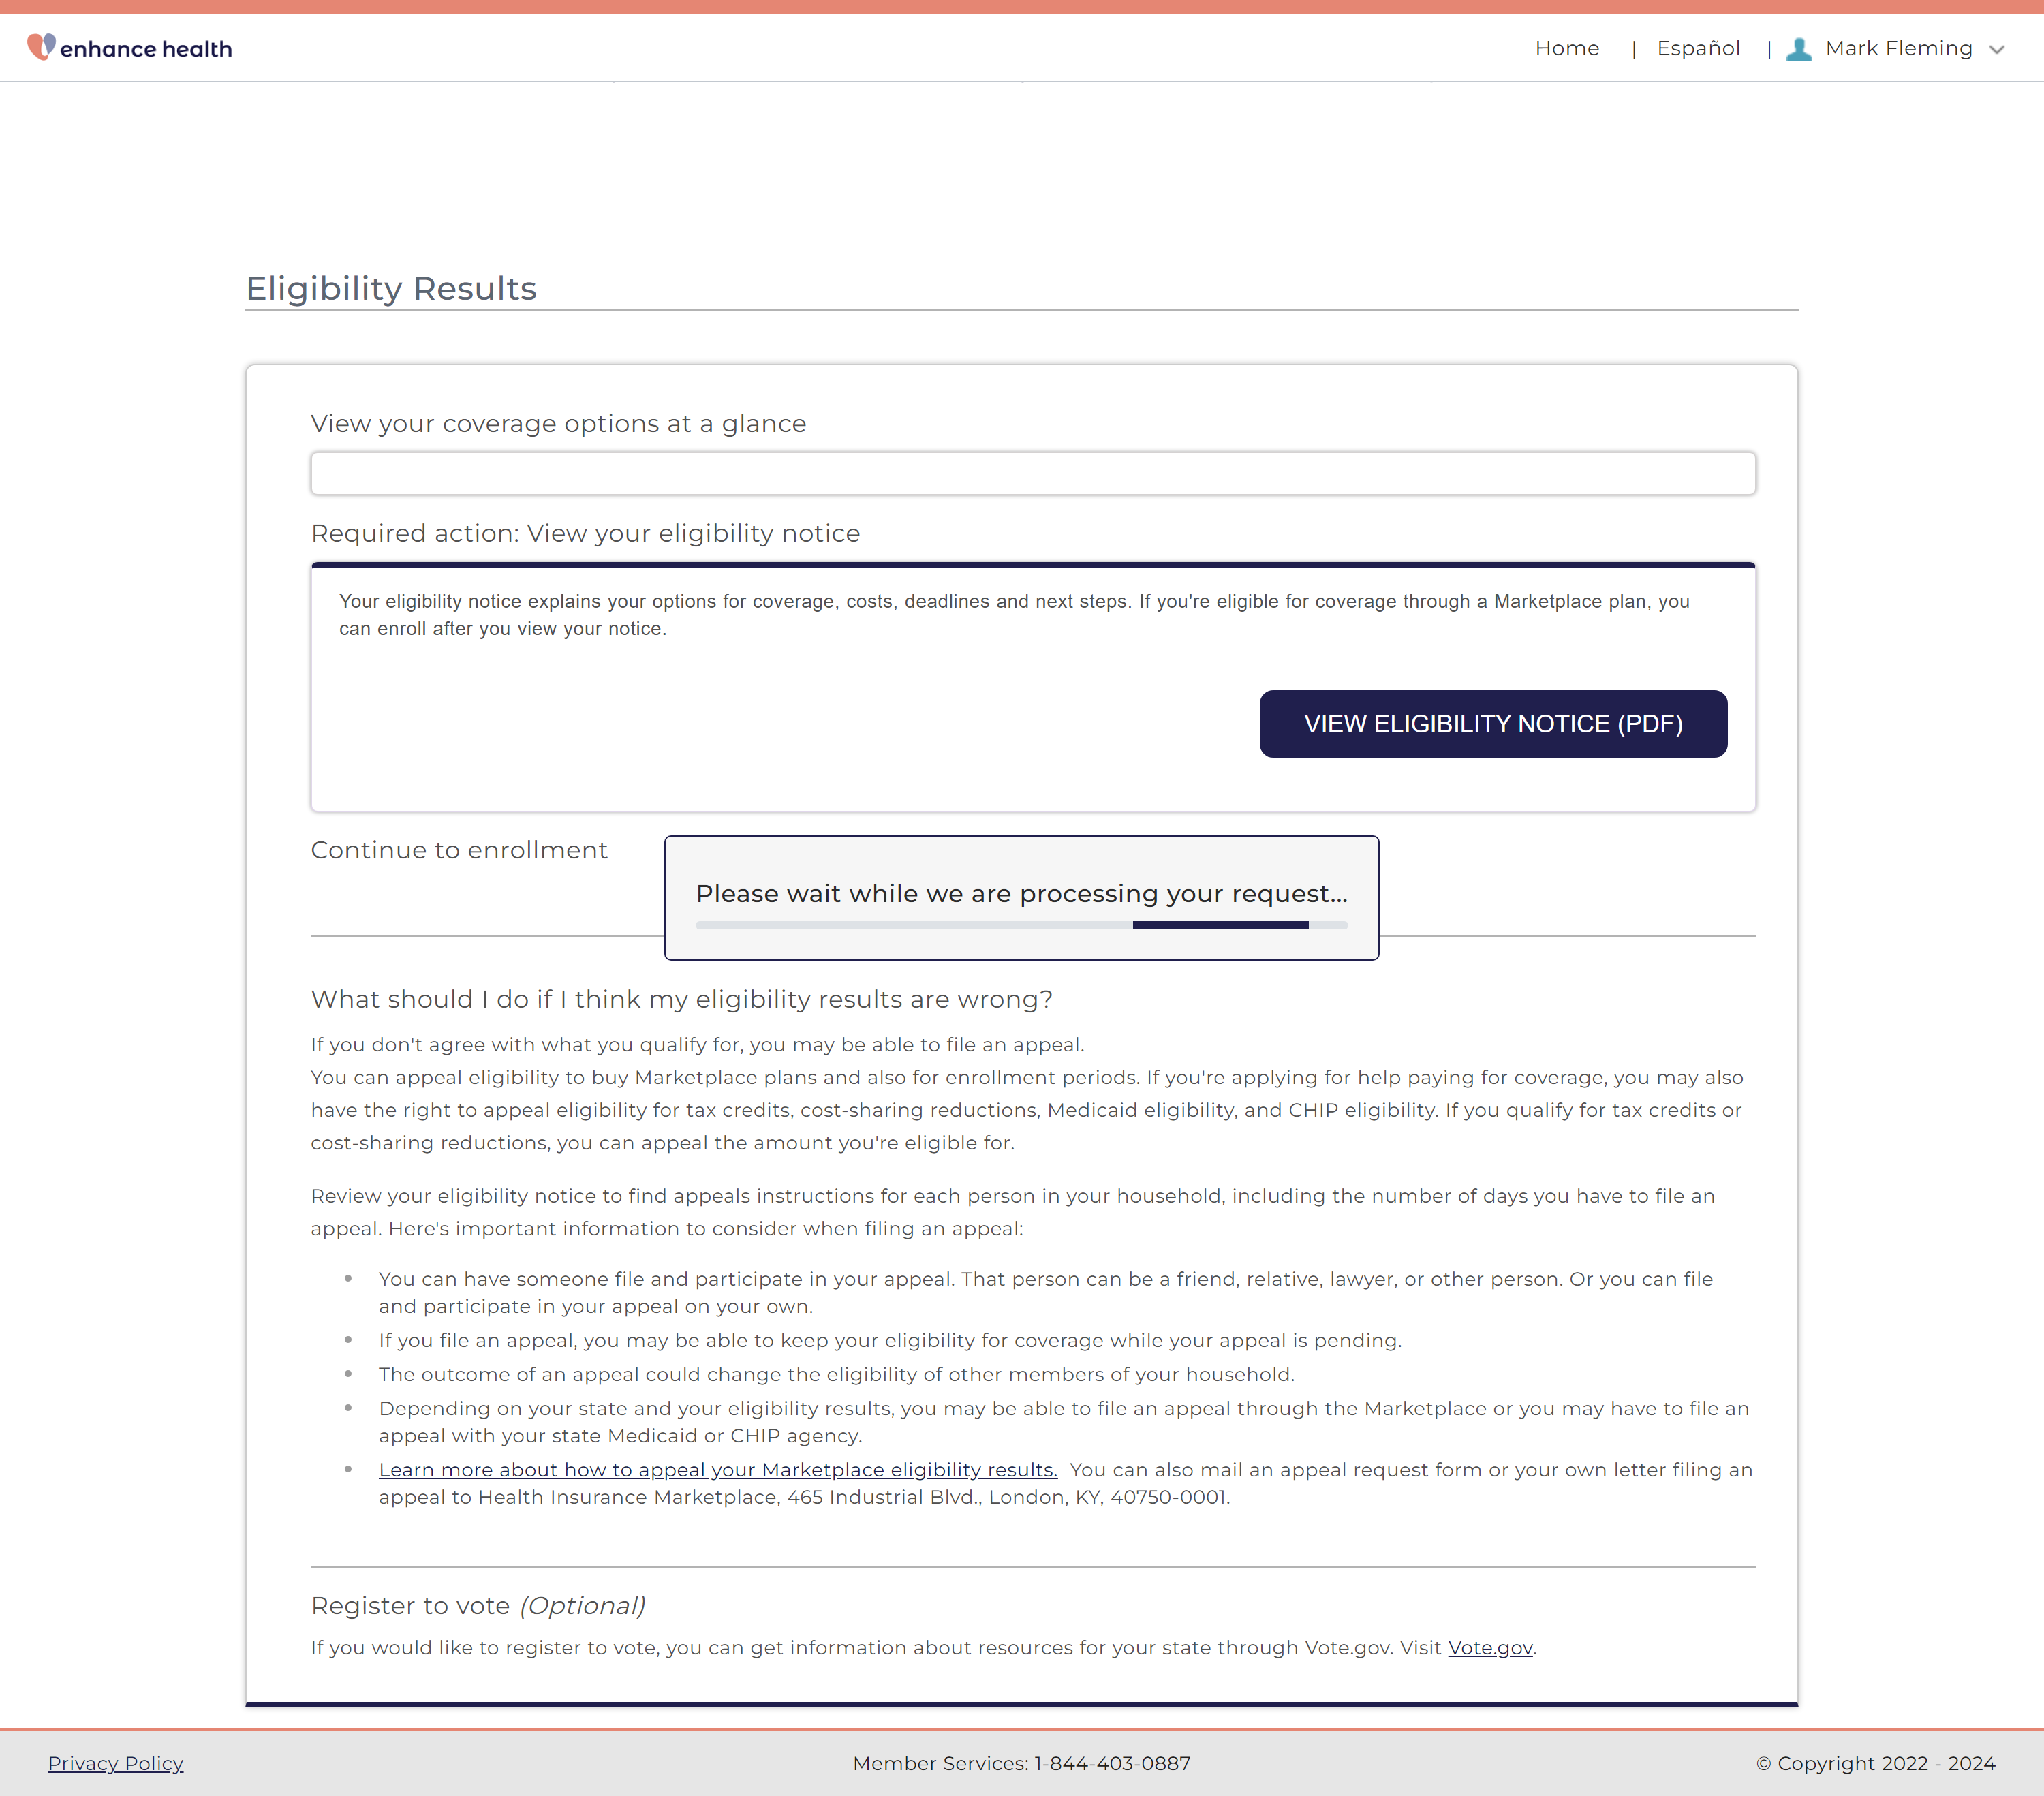 enhance health
Home | Español | Mark Fleming
Eligibility Results
View your coverage options at a glance
Required action: View your eligibility notice
Your eligibility notice explains your options for coverage, costs, deadlines and next steps. If you're eligible for coverage through a Marketplace plan, you
can enroll after you view your notice.
VIEW ELIGIBILITY NOTICE (PDF)
Continue to enrollment
Please wait while we are processing your request...
What should I do if I think my eligibility results are wrong?
If you don't agree with what you qualify for, you may be able to file an appeal.
You can appeal eligibility to buy Marketplace plans and also for enrollment periods. If you're applying for help paying for coverage, you may also
have the right to appeal eligibility for tax credits, cost-sharing reductions, Medicaid eligibility, and CHIP eligibility. If you qualify for tax credits or
cost-sharing reductions, you can appeal the amount you're eligible for.
Review your eligibility notice to find appeals instructions for each person in your household, including the number of days you have to file an
appeal. Here's important information to consider when filing an appeal:
• You can have someone file and participate in your appeal. That person can be a friend, relative, lawyer, or other person. Or you can file
and participate in your appeal on your own.
• If you file an appeal, you may be able to keep your eligibility for coverage while your appeal is pending.
• The outcome of an appeal could change the eligibility of other members of your household.
• Depending on your state and your eligibility results, you may be able to file an appeal through the Marketplace or you may have to file an
appeal with your state Medicaid or CHIP agency.
• Learn more about how to appeal your Marketplace eligibility results. You can also mail an appeal request form or your own letter filing an
appeal to Health Insurance Marketplace, 465 Industrial Blvd., London, KY, 40750-0001.
Register to vote (Optional)
If you would like to register to vote, you can get information about resources for your state through Vote.gov. Visit Vote.gov.
Privacy Policy
Member Services: 1-844-403-0887
© Copyright 2022 - 2024